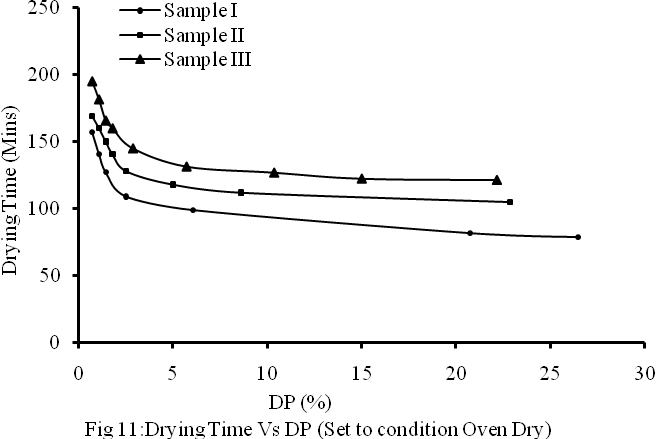 250
200
150
100
50
0
Drying Time (Mins)
Sample I
Sample II
Sample III
0 5 10 15 20 25 30
DP (%)
Fig 11:Drying Time Vs DP (Set to condition Oven Dry)